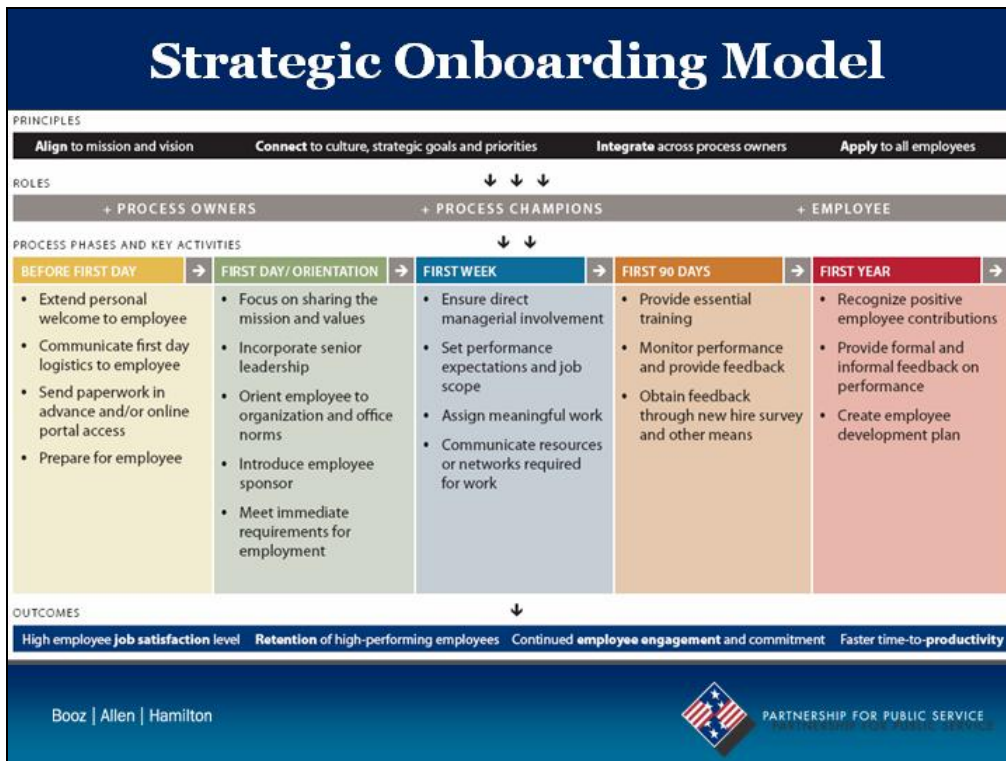 Strategic Onboarding Model
PRINCIPLES
Align to mission and vision Connect to culture, strategic goals and priorities Integrate across process owners Apply to all employees
ROLES
+ PROCESS OWNERS + PROCESS CHAMPIONS + EMPLOYEE
PROCESS PHASES AND KEY ACTIVITIES
BEFORE FIRST DAY
• Extend personal
welcome to employee
• Communicate first day
logistics to employee
• Send paperwork in
advance and/or online
portal access
• Prepare for employee
FIRST DAY/ORIENTATION
• Focus on sharing the
mission and values
• Incorporate senior
leadership
• Orient employee to
organization and office
norms
• Introduce employee
sponsor
• Meet immediate
requirements for
employment
FIRST WEEK
• Ensure direct
managerial involvement
• Set performance
expectations and job
scope
• Assign meaningful work
• Communicate resources
or networks required
for work
FIRST 90 DAYS
• Provide essential
training
• Monitor performance
and provide feedback
• Obtain feedback
through new hire survey
and other means
FIRST YEAR
• Recognize positive
employee contributions
• Provide formal and
informal feedback on
performance
• Create employee
development plan
OUTCOMES
High employee job satisfaction level Retention of high-performing employees Continued employee engagement and commitment Faster time-to-productivity
Booz | Allen | Hamilton
PARTNERSHIP FOR PUBLIC SERVICE